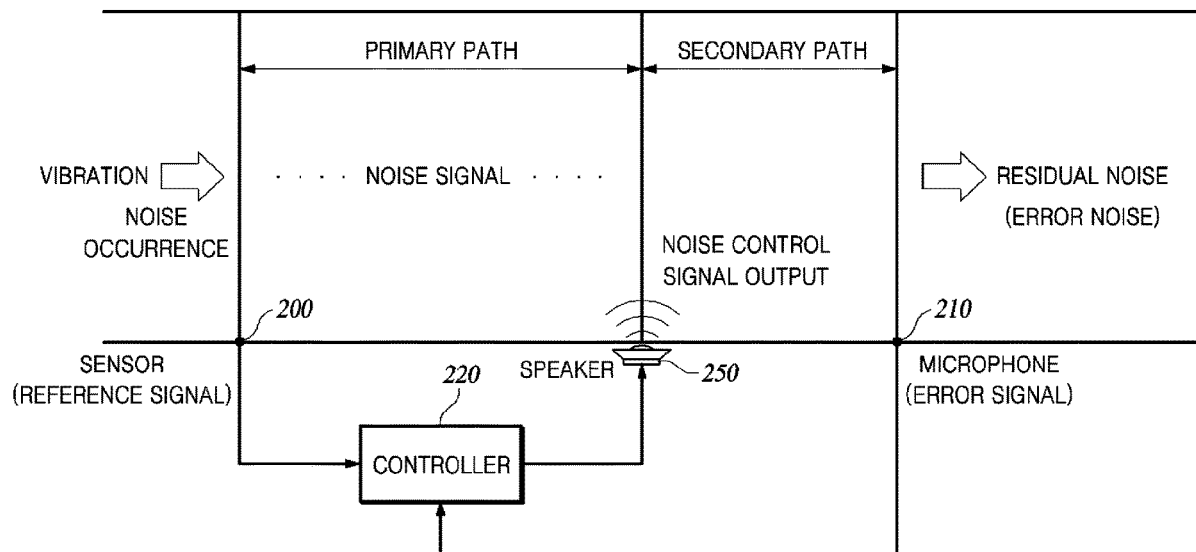 PRIMARY PATH
SECONDARY PATH
VIBRATION
NOISE
OCCURRENCE
NOISE SIGNAL
RESIDUAL NOISE
(ERROR NOISE)
NOISE CONTROL
SIGNAL OUTPUT
200
210
SENSOR
(REFERENCE SIGNAL)
SPEAKER
250
MICROPHONE
(ERROR SIGNAL)
220
CONTROLLER